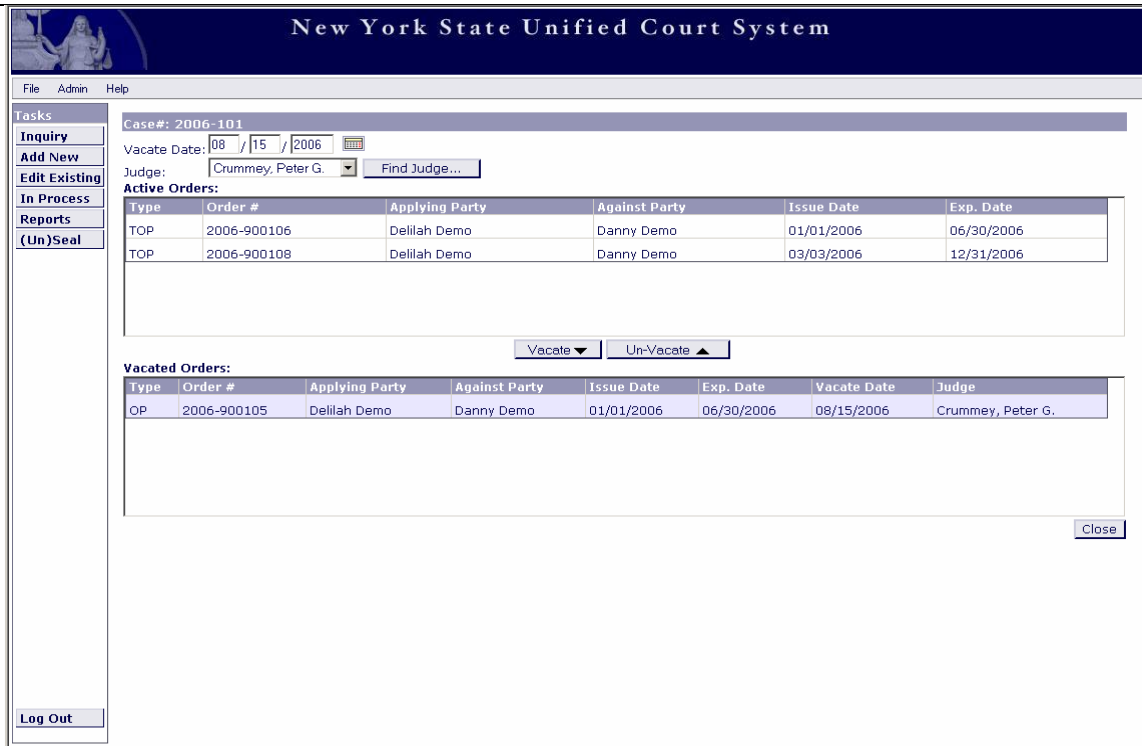 New York State Unified Court System
File Admin Help
Tasks
Inquiry
Add New
Edit Existing
In Process
Reports
(Un)Seal
Log Out
Case#: 2006-101
Vacate Date: 08 / 15 / 2006
Judge: Crummey, Peter G. Find Judge...
Active Orders:
Type Order # Applying Party Against Party Issue Date Exp. Date
TOP 2006-900106 Delilah Demo Danny Demo 01/01/2006 06/30/2006
TOP 2006-900108 Delilah Demo Danny Demo 03/03/2006 12/31/2006
Vacate Un-Vacate
Vacated Orders:
Type Order # Applying Party Against Party Issue Date Exp. Date Vacate Date Judge
OP 2006-900105 Delilah Demo Danny Demo 01/01/2006 06/30/2006 08/15/2006 Crummey, Peter G.
Close